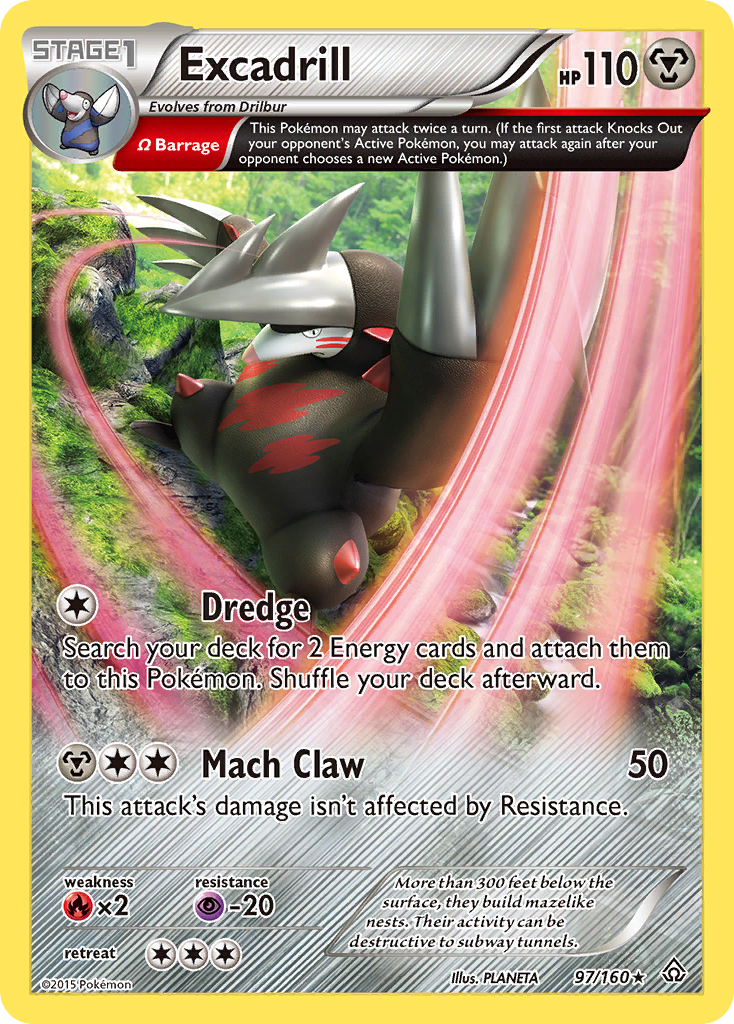 STAGE1
Excadrill
HP110
Evolves from Drilbur
Ω Barrage
This Pokémon may attack twice a turn. (If the first attack Knocks Out
your opponent's Active Pokémon, you may attack again after your
opponent chooses a new Active Pokémon.)
Dredge
Search your deck for 2 Energy cards and attach them
to this Pokémon. Shuffle your deck afterward.
Mach Claw 50
This attack's damage isn't affected by Resistance.
weakness
×2
resistance
-20
retreat
More than 300 feet below the
surface, they build mazelike
nests. Their activity can be
destructive to subway tunnels.
©2015 Pokémon
Illus. PLANETA
97/160★